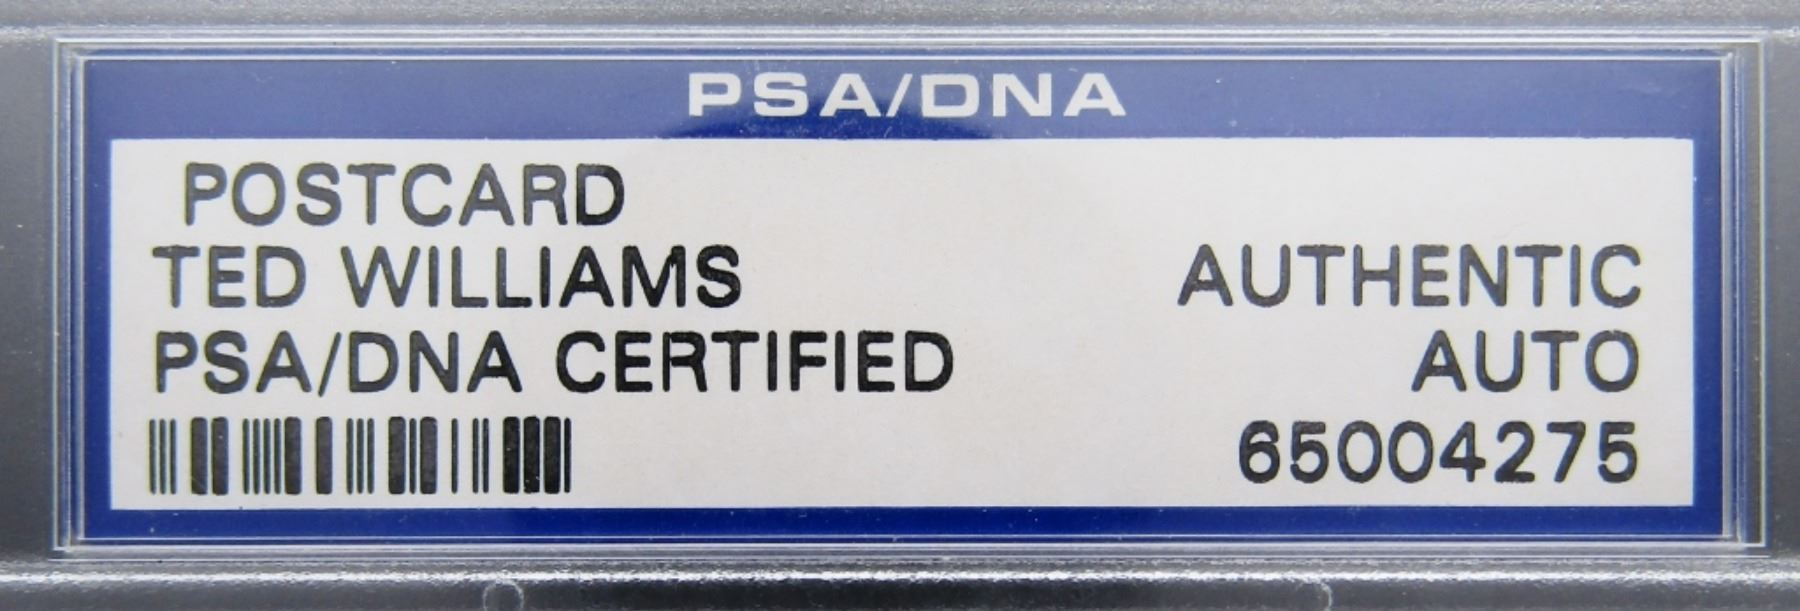 PSA/DNA
POSTCARD
TED WILLIAMS
AUTHENTIC
PSA/DNA CERTIFIED
AUTO
65004275